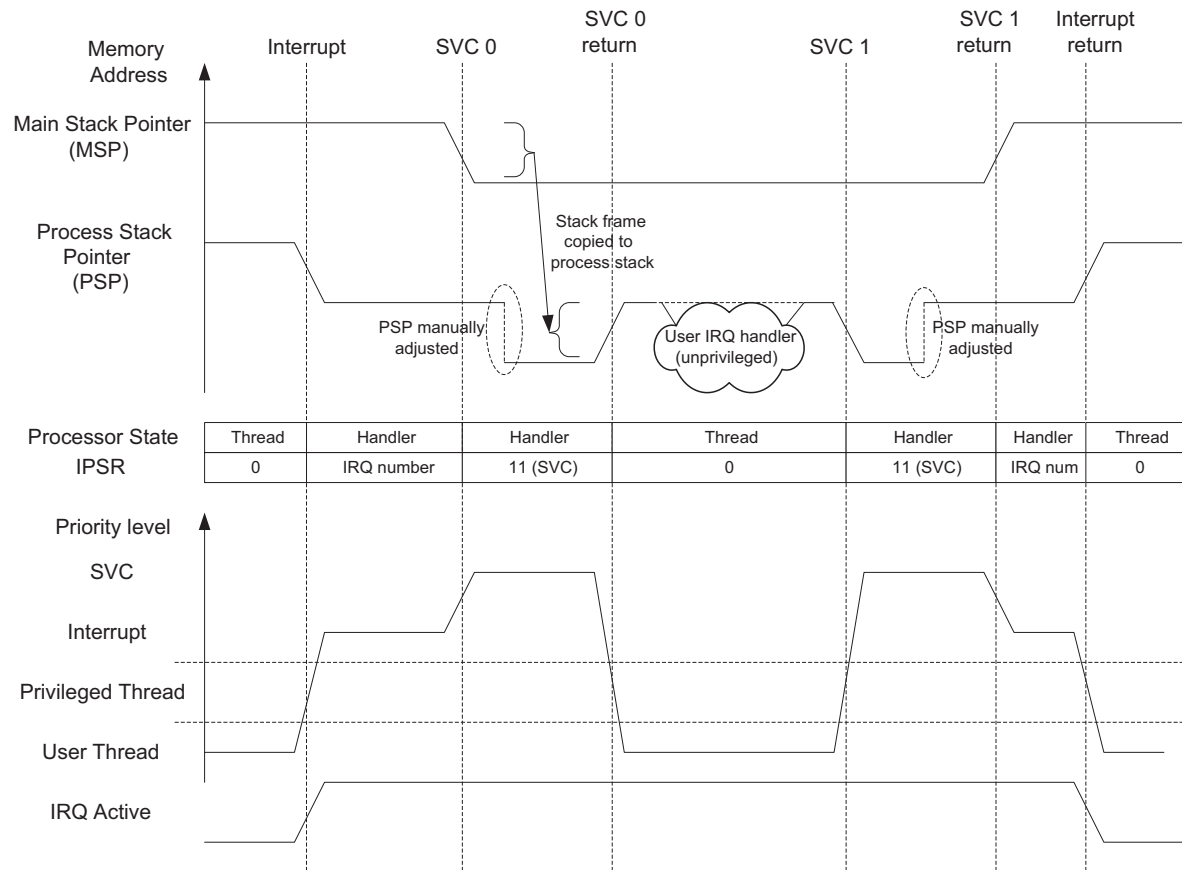 Memory
Address
Interrupt
SVC 0
SVC 0
return
SVC 1
SVC 1
return
Interrupt
return
Main Stack Pointer
(MSP)
Process Stack
Pointer
(PSP)
Stack frame
copied to
process stack
PSP manually
adjusted
User IRQ handler
(unprivileged)
PSP manually
adjusted
Processor State Thread Handler Handler Thread Handler Handler Thread
IPSR 0 IRQ number 11 (SVC) 0 11 (SVC) IRQ num 0
Priority level
SVC
Interrupt
Privileged Thread
User Thread
IRQ Active